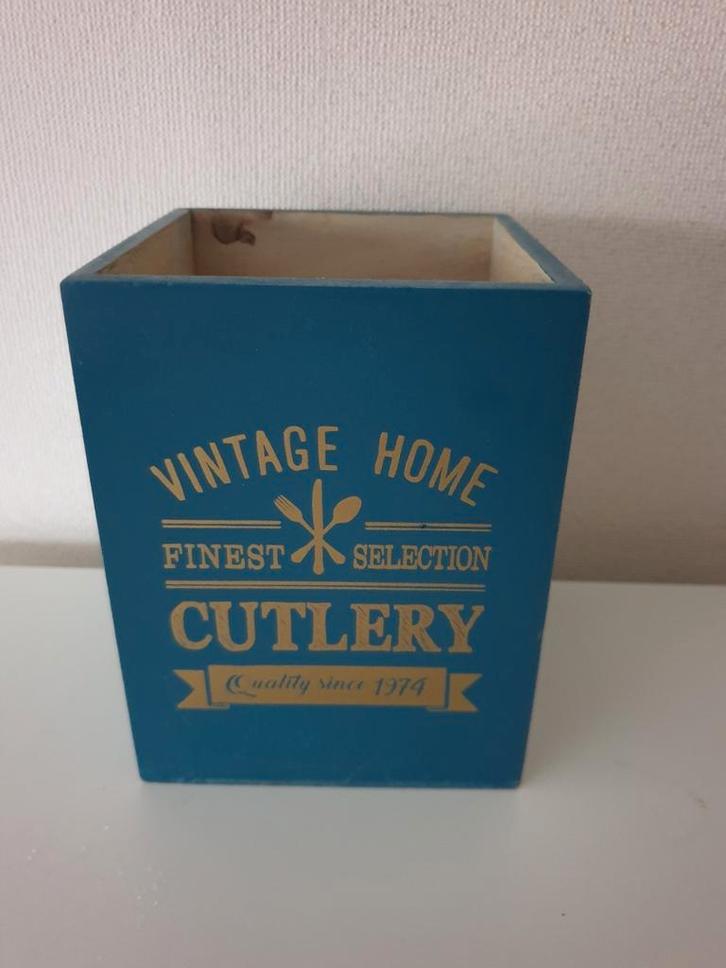 VINTAGE HOME
FINEST SELECTION
CUTLERY
Quality since 1974